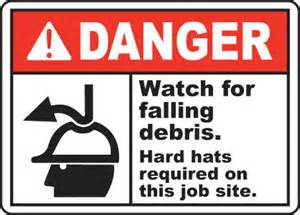 DANGER
Watch for
falling
debris.
Hard hats
required on
this job site.